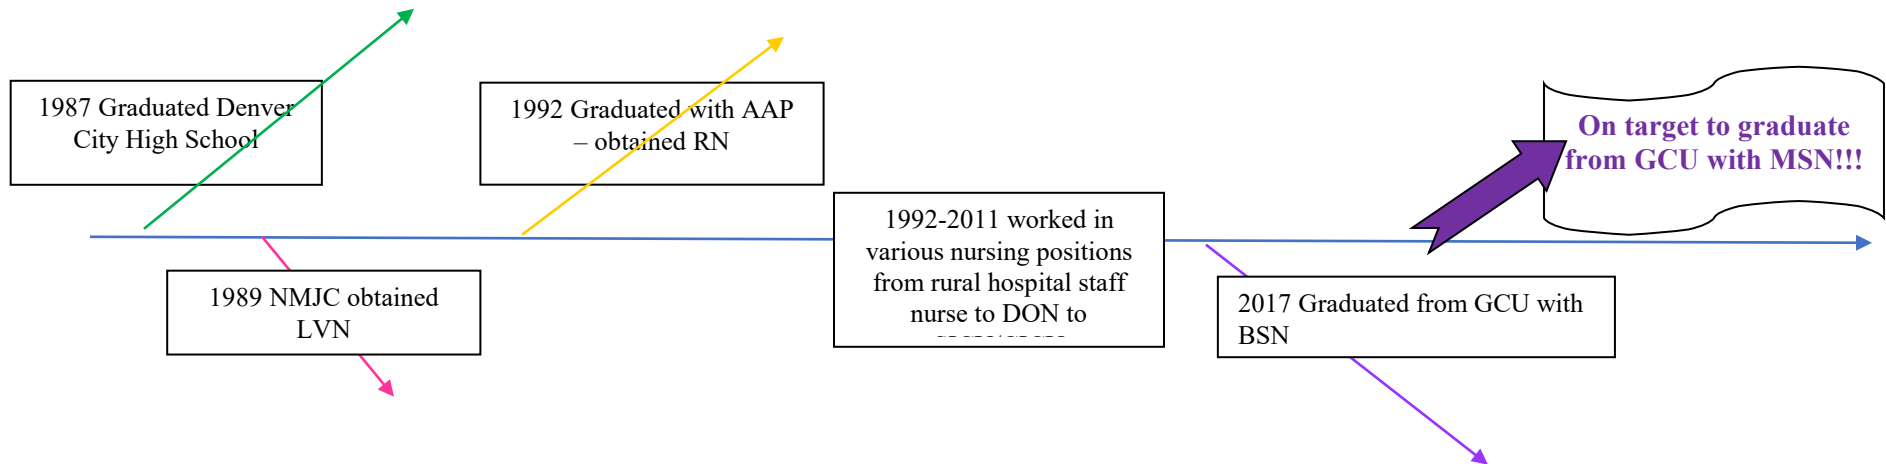 1987 Graduated Denver
City High School
1989 NMJC obtained
LVN
1992 Graduated with AAP
– obtained RN
1992-2011 worked in
various nursing positions
from rural hospital staff
nurse to DON to
2017 Graduated from GCU with
BSN
On target to graduate
from GCU with MSN!!!